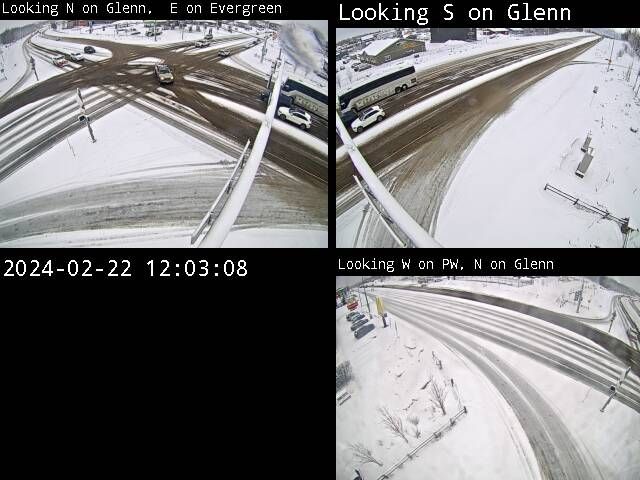 Looking N on Glenn,  E on Evergreen
Looking S on Glenn
2024-02-22 12:03:08
Looking W on PW, N on Glenn